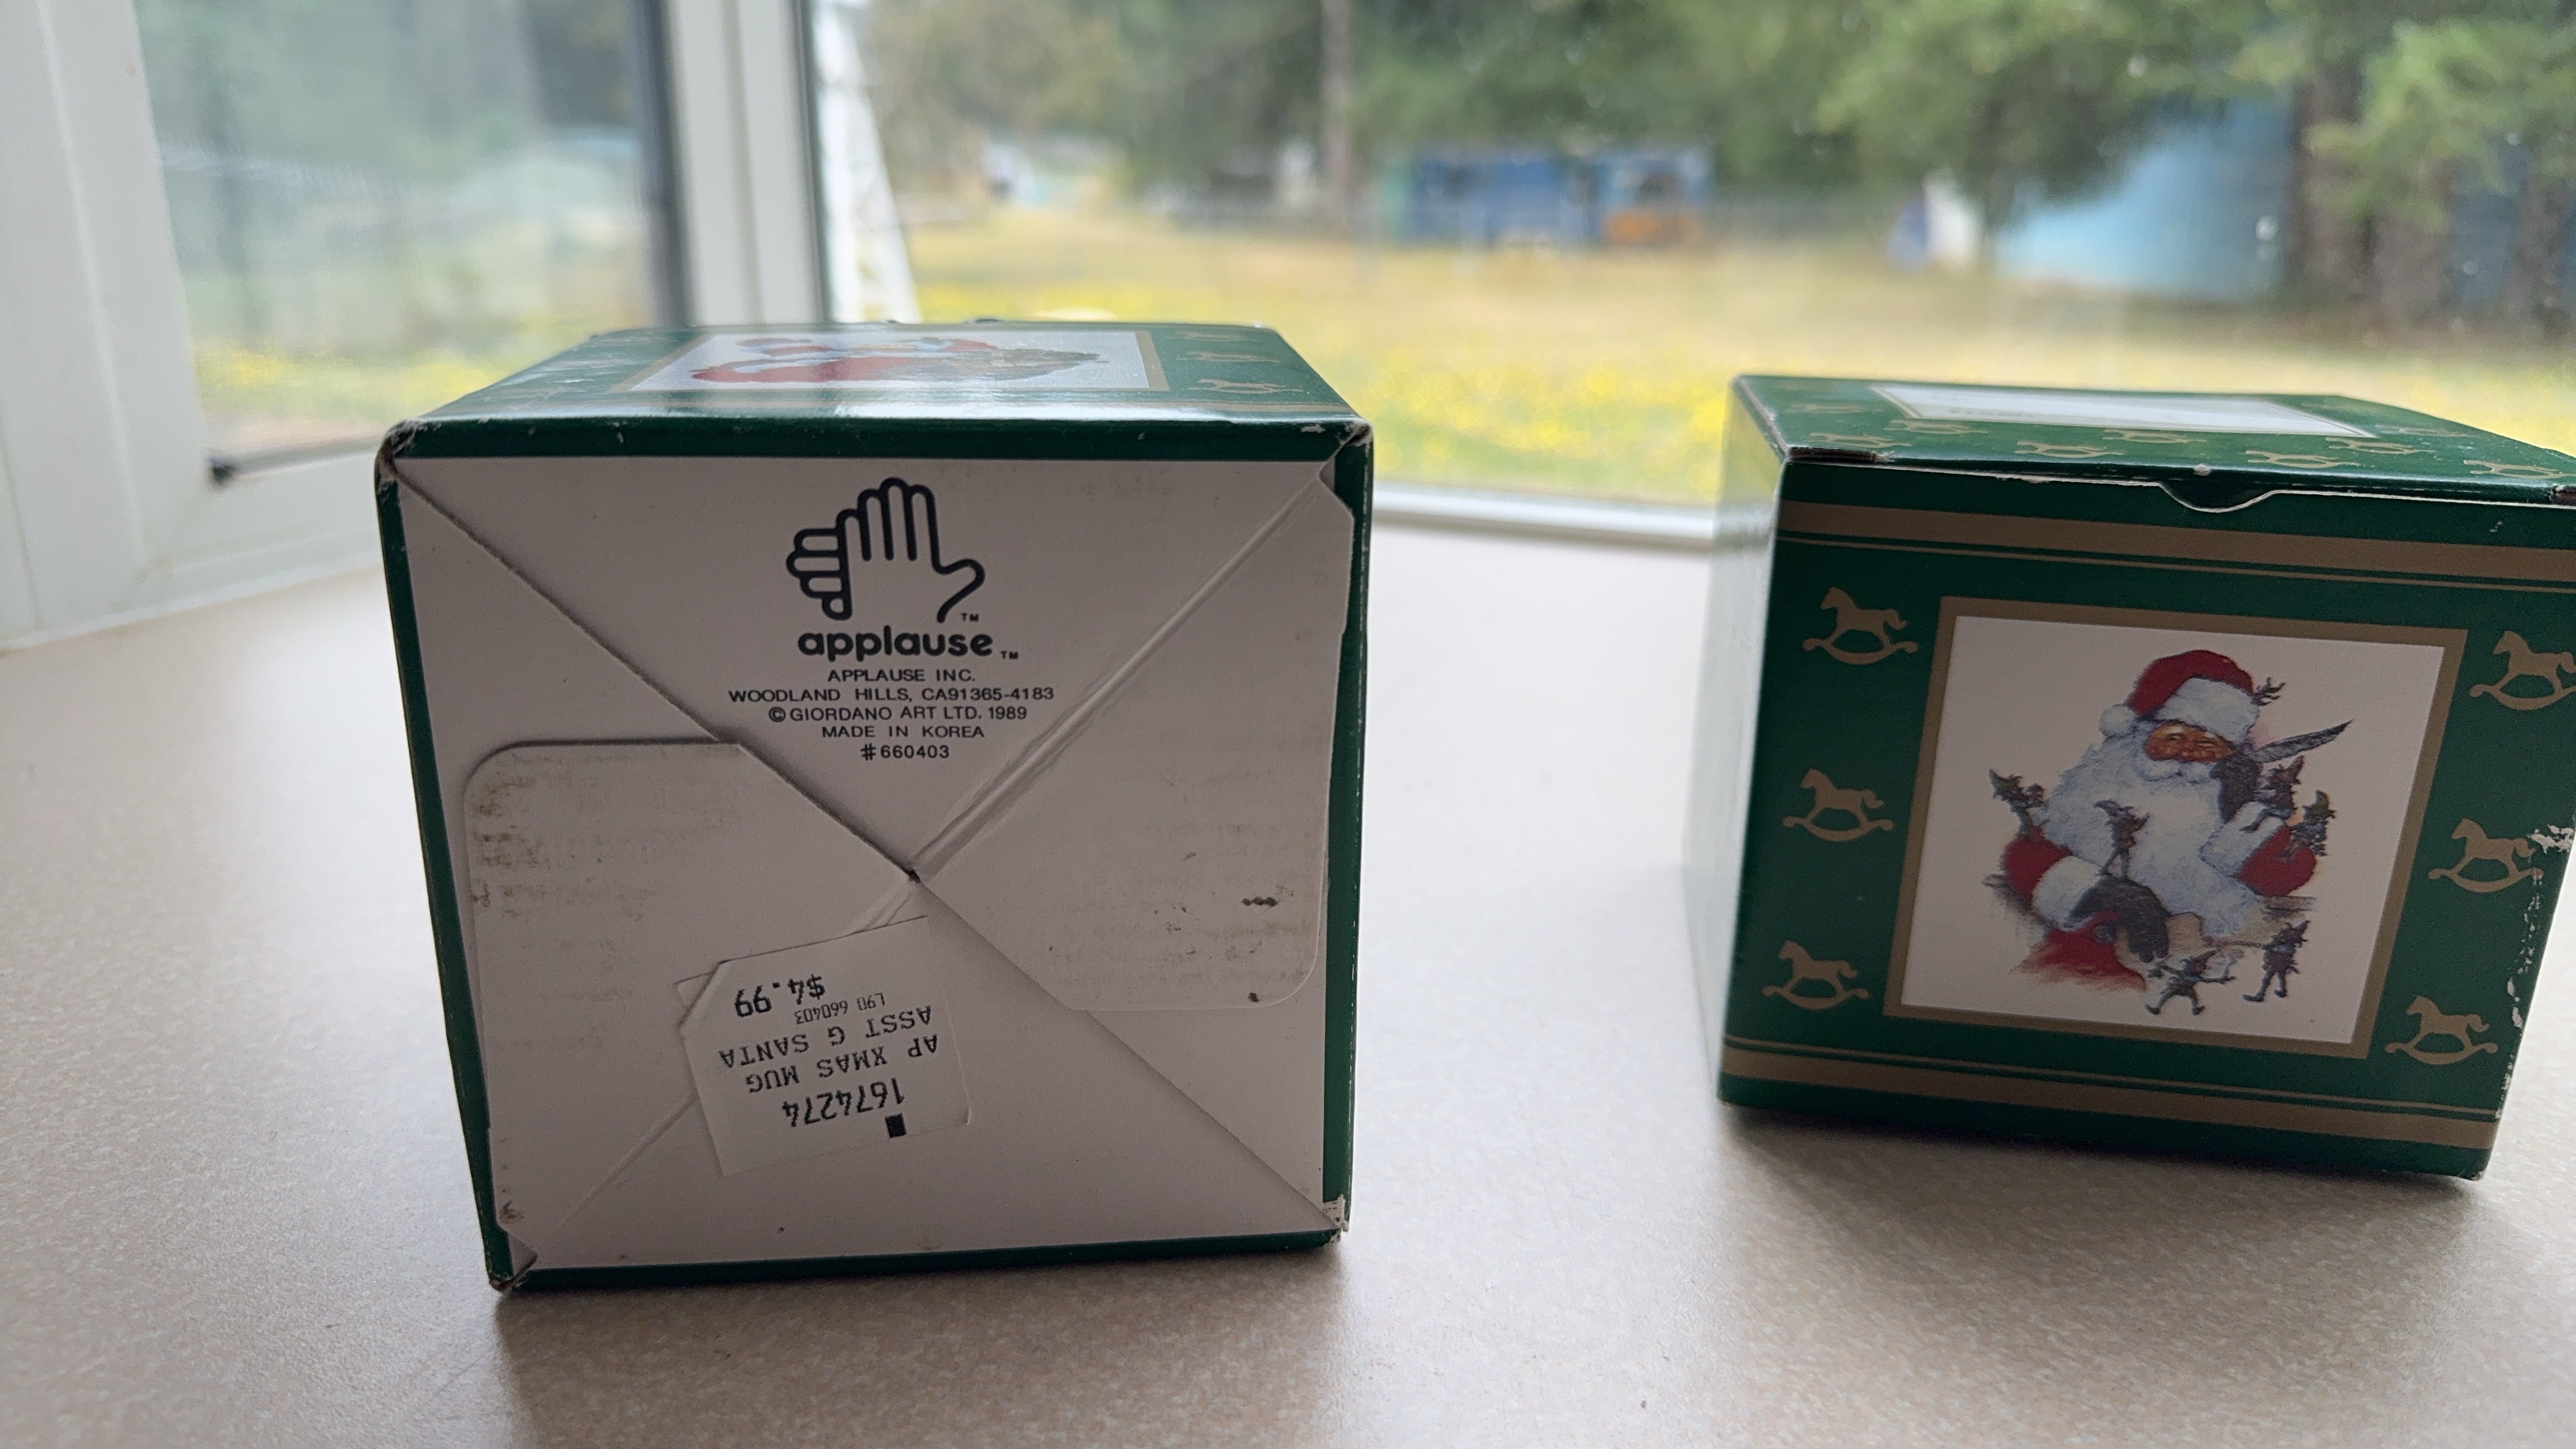 applause™
™
APPLAUSE INC.
WOODLAND HILLS, CA91365-4183
© GIORDANO ART LTD. 1989
MADE IN KOREA
#660403
1674274
AP XMAS MUG
ASST G SANTA
L90 660403
$4.99